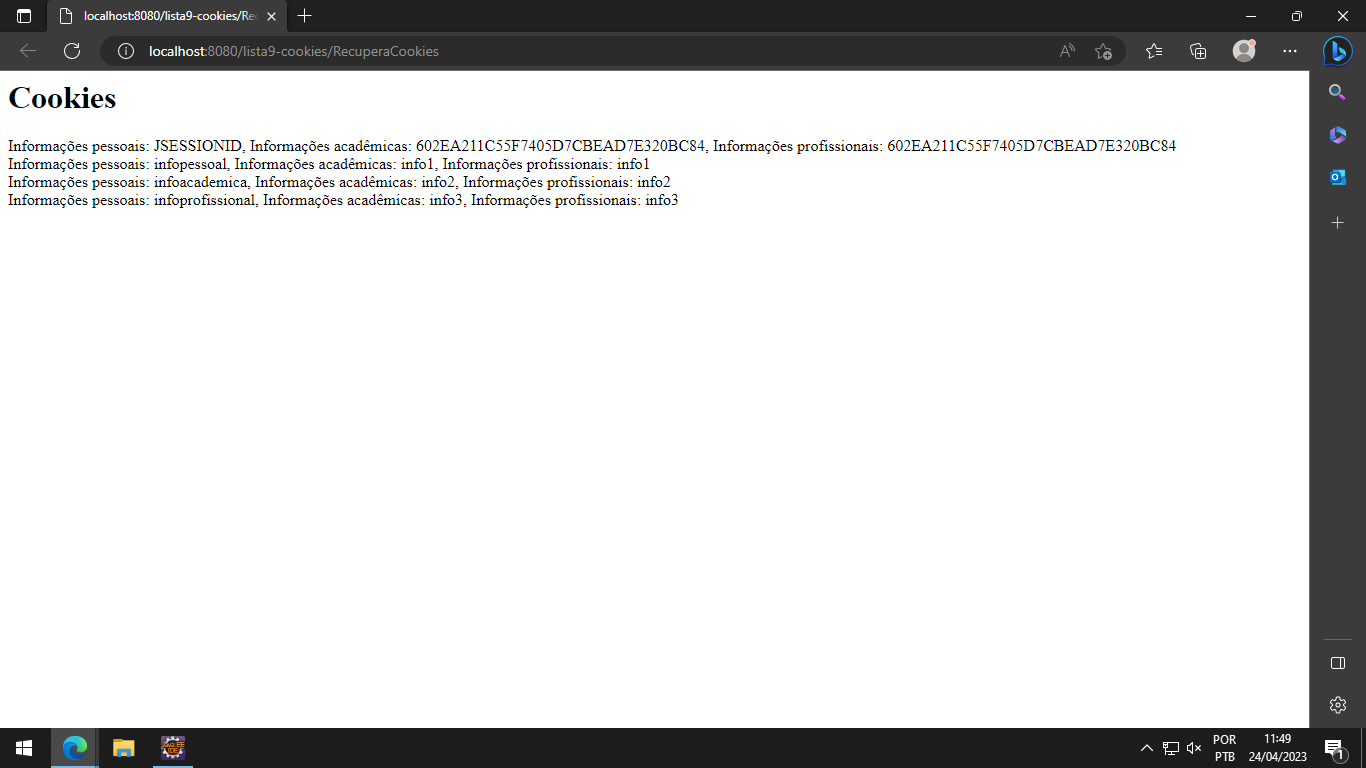 localhost:8080/lista9-cookies/Rec
localhost:8080/lista9-cookies/RecuperaCookies
Cookies
Informações pessoais: JSESSIONID, Informações acadêmicas: 602EA211C55F7405D7CBEAD7E320BC84, Informações profissionais: 602EA211C55F7405D7CBEAD7E320BC84
Informações pessoais: infopessoal, Informações acadêmicas: info1, Informações profissionais: info1
Informações pessoais: infoacademica, Informações acadêmicas: info2, Informações profissionais: info2
Informações pessoais: infoprofissional, Informações acadêmicas: info3, Informações profissionais: info3
POR
PTB
11:49
24/04/2023
1